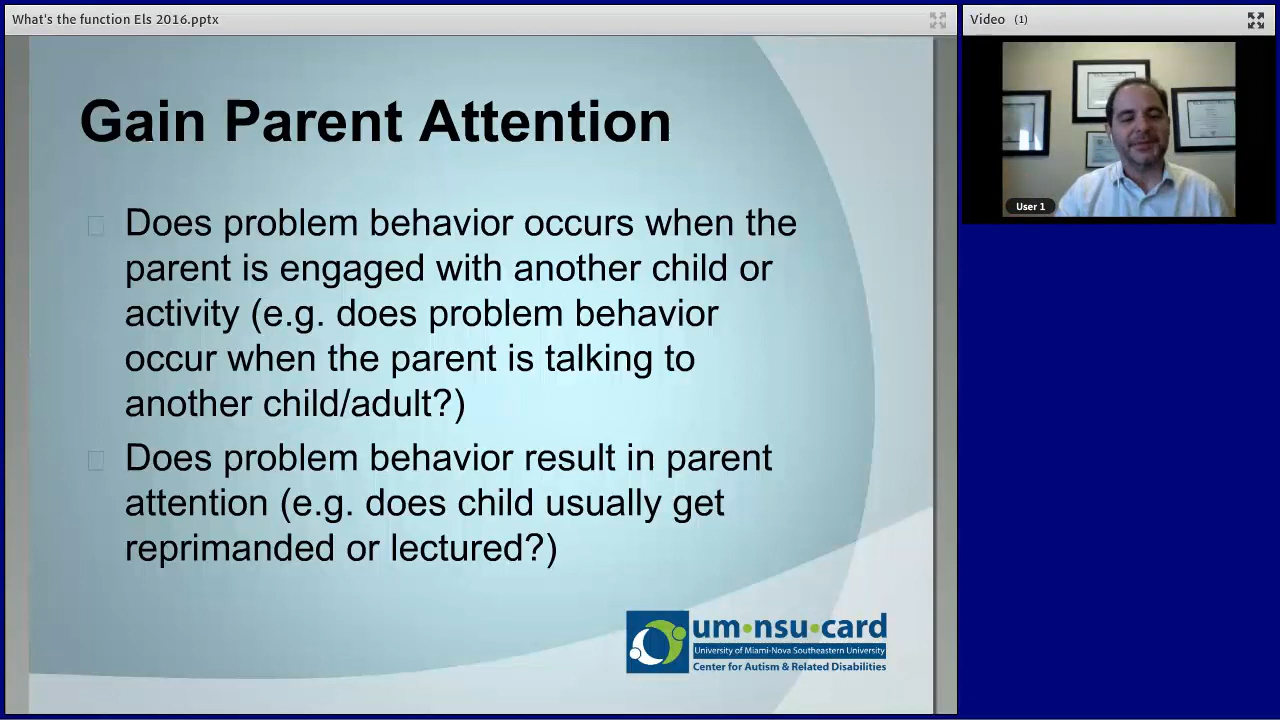 What's the function Els 2016.pptx
Video (1)
User 1
Gain Parent Attention
Does problem behavior occurs when the
parent is engaged with another child or
activity (e.g. does problem behavior
occur when the parent is talking to
another child/adult?)
Does problem behavior result in parent
attention (e.g. does child usually get
reprimanded or lectured?)
um•nsu•card
University of Miami-Nova Southeastern University
Center for Autism & Related Disabilities